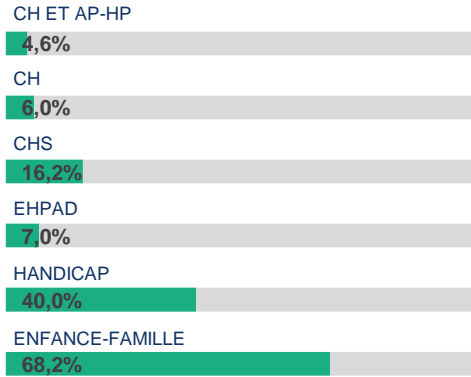 CH ET AP-HP
4,6%
CH
6,0%
CHS
16,2%
EHPAD
7,0%
HANDICAP
40,0%
ENFANCE-FAMILLE
68,2%